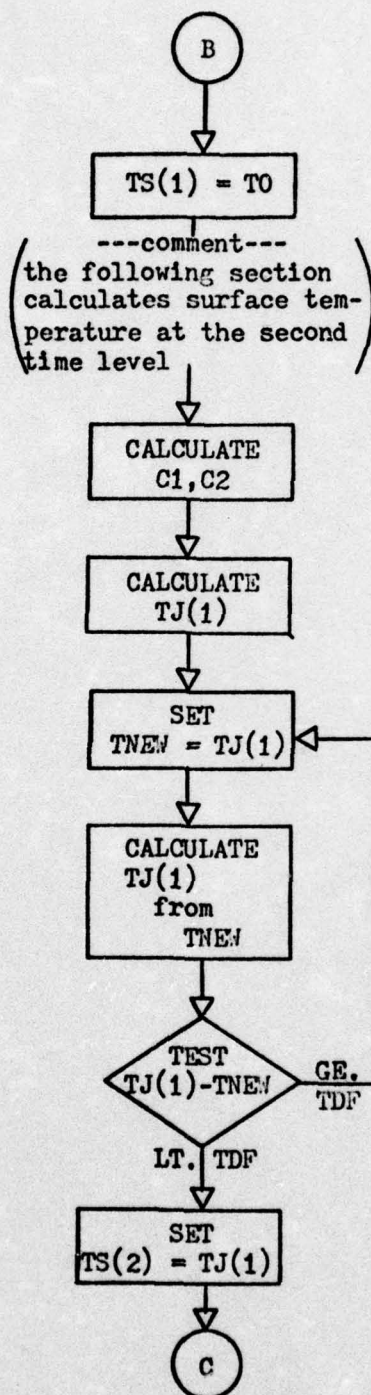 B
TS(1) = TO
---comment---
the following section
calculates surface tem-
perature at the second
time level
CALCULATE
C1,C2
CALCULATE
TJ(1)
SET
TNEW = TJ(1)
CALCULATE
TJ(1)
from
TNEW
TEST
TJ(1)-TNEW
GE.
TDF
LT. TDF
SET
TS(2) = TJ(1)
C